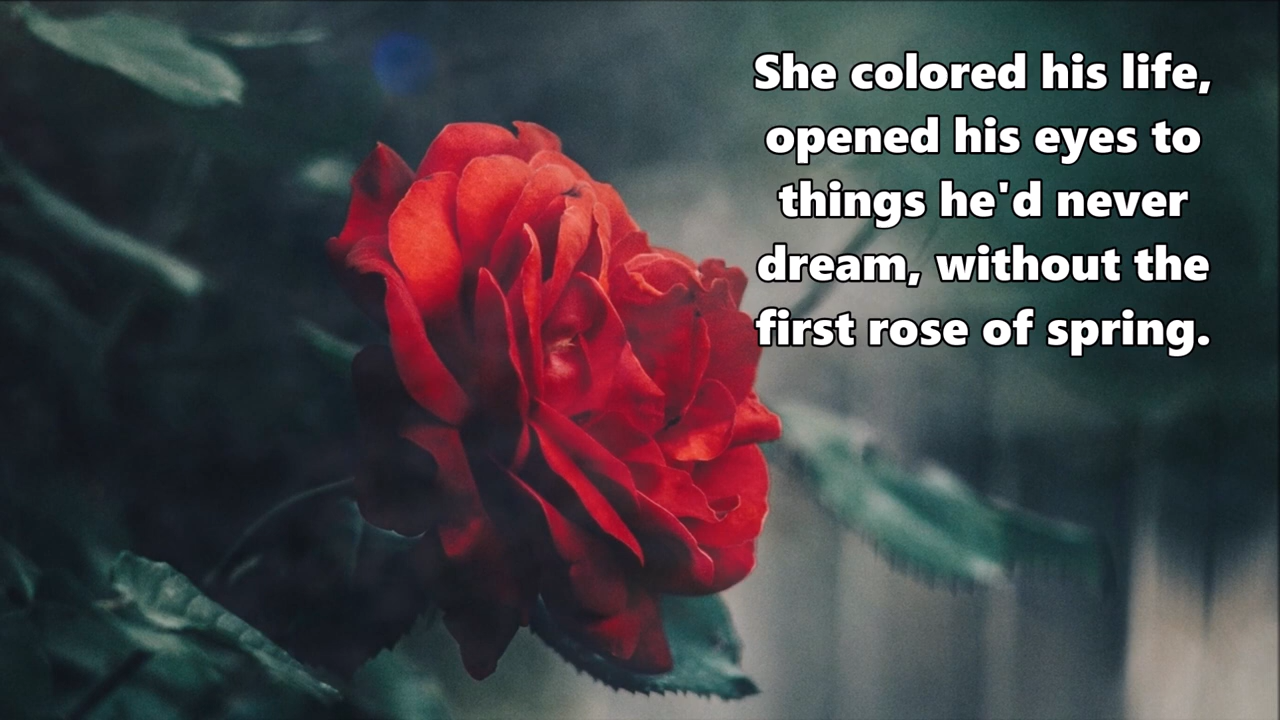 She colored his life,
opened his eyes to
things he'd never
dream, without the
first rose of spring.